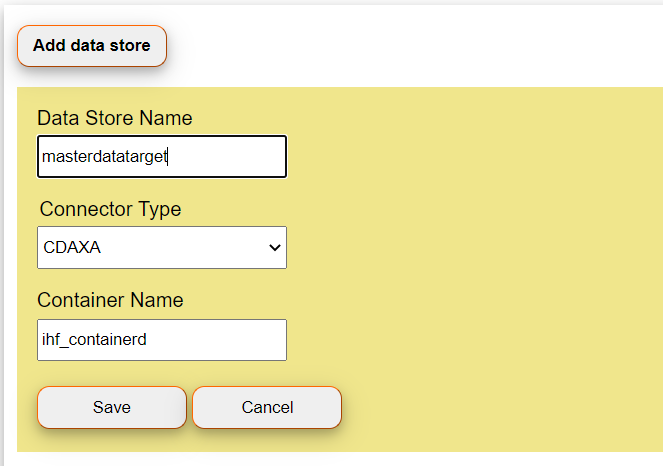 Add data store
Data Store Name
masterdatatarget
Connector Type
CDAXA
Container Name
ihf_containerd
Save Cancel